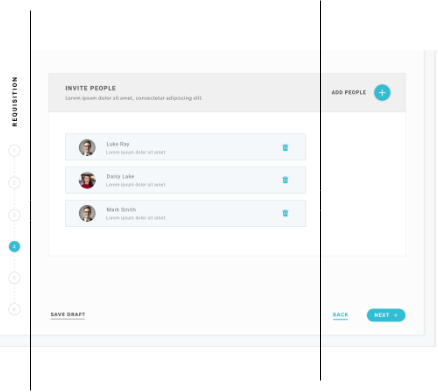 REQUISITION
INVITE PEOPLE
Lorem ipsum dolor sit amet, consectetur adipiscing elit.
ADD PEOPLE
1
2
3
4
5
6
Luke Ray
Lorem ipsum dolor sit amet
Daisy Lake
Lorem ipsum dolor sit amet
Mark Smith
Lorem ipsum dolor sit amet
SAVE DRAFT
BACK
NEXT